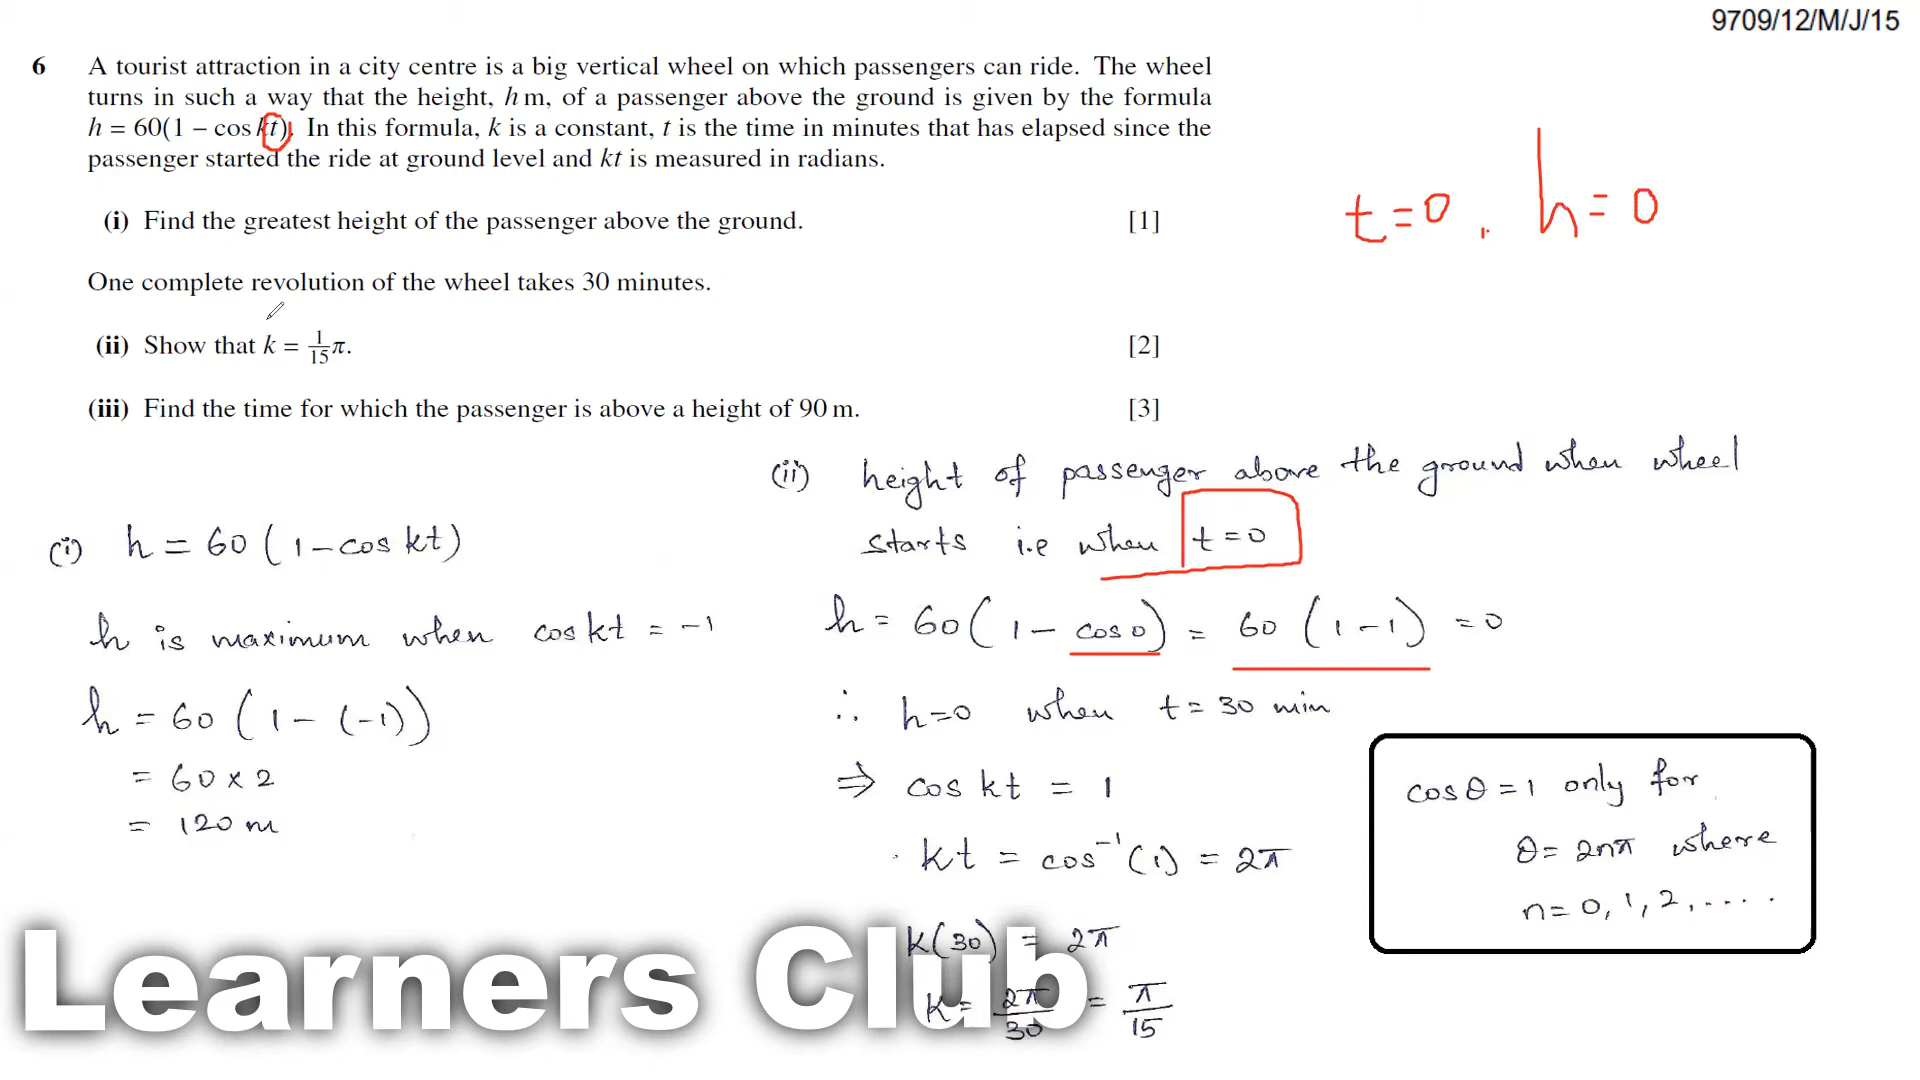 9709/12/M/J/15
6 A tourist attraction in a city centre is a big vertical wheel on which passengers can ride. The wheel
turns in such a way that the height, h m, of a passenger above the ground is given by the formula
h = 60(1 − cos kt). In this formula, k is a constant, t is the time in minutes that has elapsed since the
passenger started the ride at ground level and kt is measured in radians.
t=0, h=0
(i) Find the greatest height of the passenger above the ground. [1]
One complete revolution of the wheel takes 30 minutes.
(ii) Show that k = 1/15 π. [2]
(iii) Find the time for which the passenger is above a height of 90 m. [3]
(i) h = 60 (1-cos kt)
h is maximum when cos kt = -1
h = 60 (1 - (-1))
= 60 × 2
= 120 m
(ii) height of passenger above the ground when wheel
starts i.e when t=0
h = 60 (1 - cos 0) = 60 (1-1) = 0
∴ h=0 when t = 30 min
⇒ cos kt = 1
kt = cos⁻¹(1) = 2π
k(30) = 2π
k = 2π/30 = π/15
cos θ = 1 only for
θ = 2nπ where
n = 0, 1, 2, ....
Learners Club